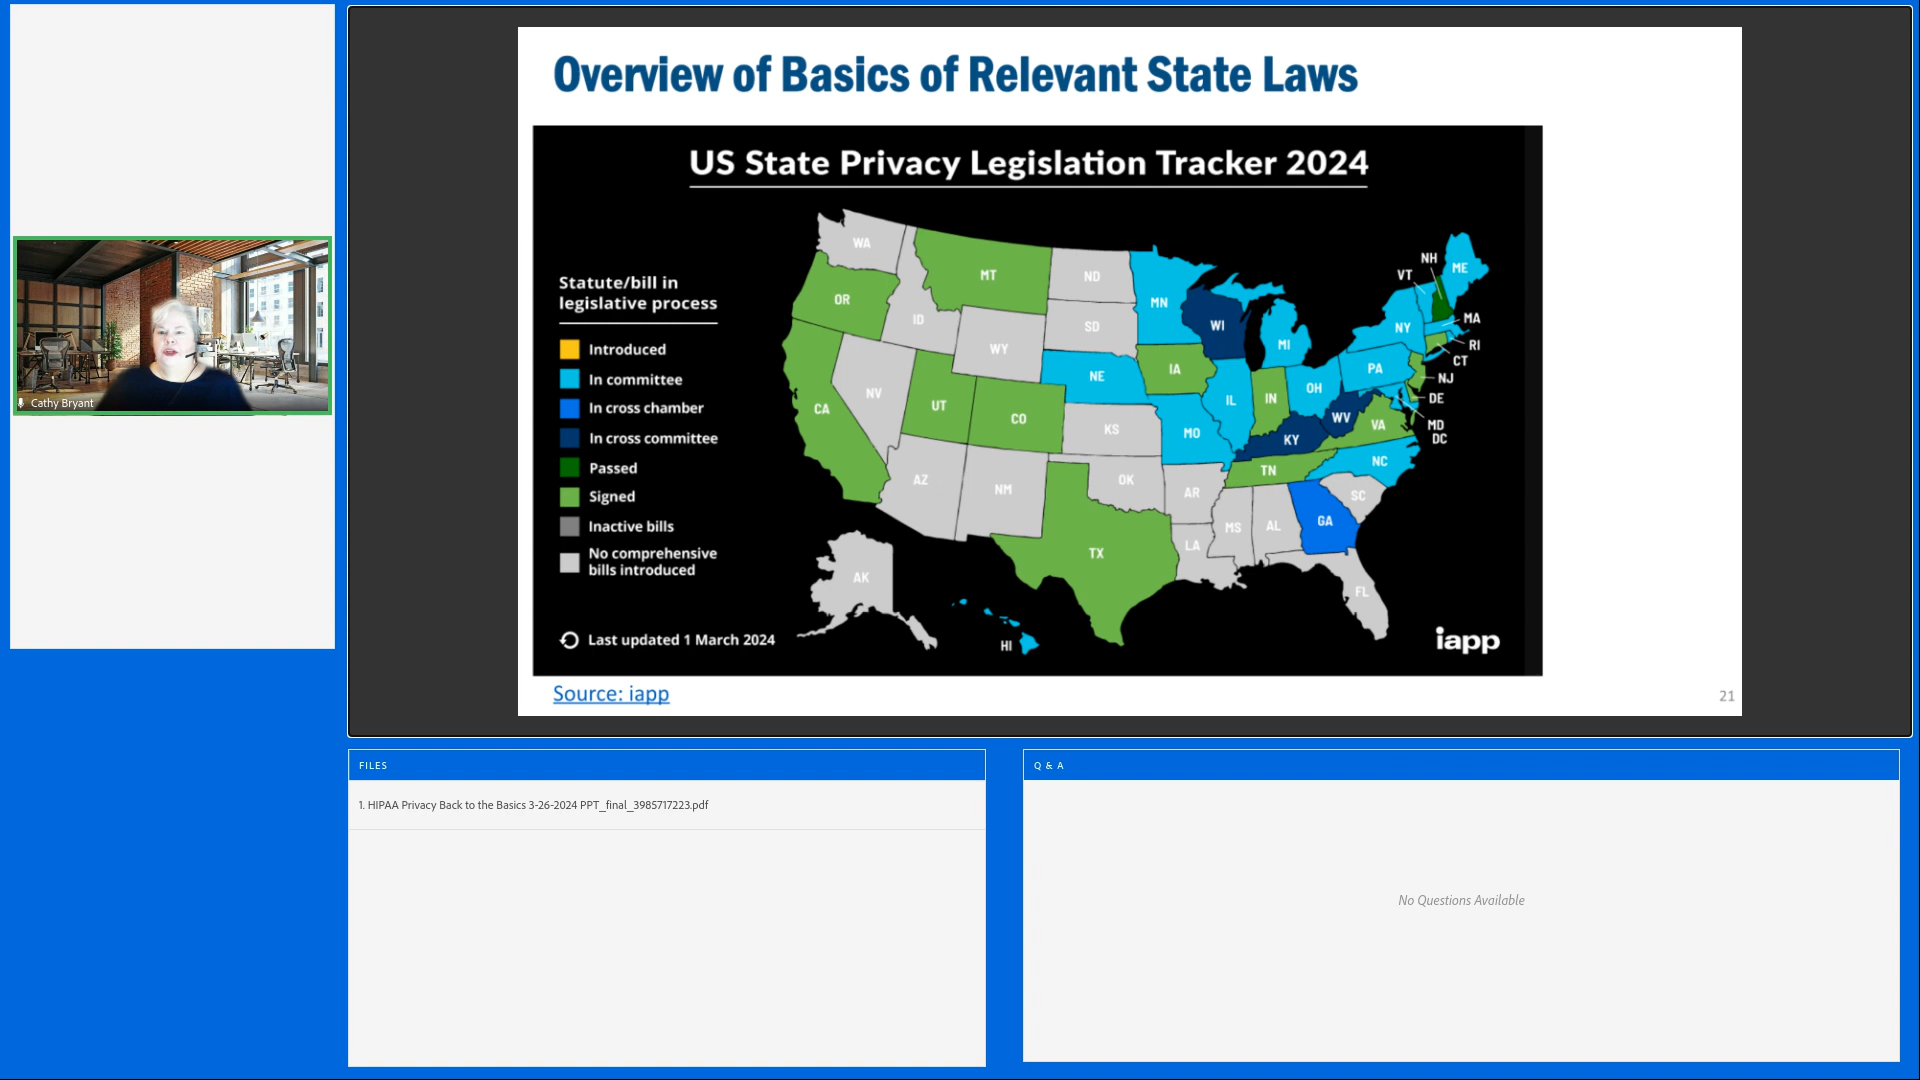 Overview of Basics of Relevant State Laws
US State Privacy Legislation Tracker 2024
Statute/bill in
legislative process
Introduced
In committee
In cross chamber
In cross committee
Passed
Signed
Inactive bills
No comprehensive
bills introduced
Last updated 1 March 2024
WA
OR
ID
MT
ND
SD
WY
NV
CA
UT
CO
AZ
NM
NE
KS
OK
TX
MN
IA
MO
AR
LA
WI
IL
MI
IN
OH
KY
TN
MS
AL
GA
FL
SC
NC
VA
WV
PA
NY
VT
NH
ME
MA
RI
CT
NJ
DE
MD
DC
AK
HI
iapp
Source: iapp
21
Cathy Bryant
FILES
1. HIPAA Privacy Back to the Basics 3-26-2024 PPT_final_3985717223.pdf
Q & A
No Questions Available